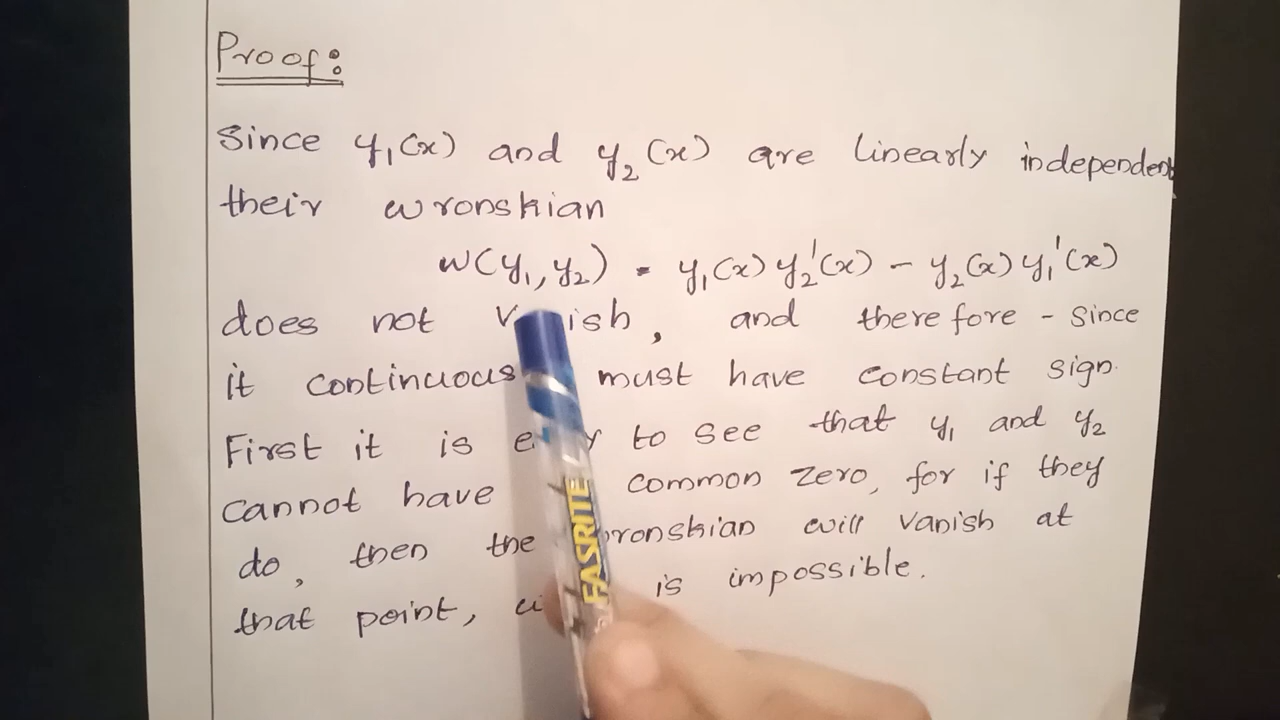 Proof:
Since y₁(x) and y₂(x) are linearly independent
their wronskian
W(y₁,y₂) = y₁(x) y₂'(x) - y₂(x) y₁'(x)
does not ish, and therefore - since
it continuous must have constant sign.
First it is to see that y₁ and y₂
cannot have common zero, for if they
do, then the ronskian will vanish at
that point, is impossible.
FASRITE